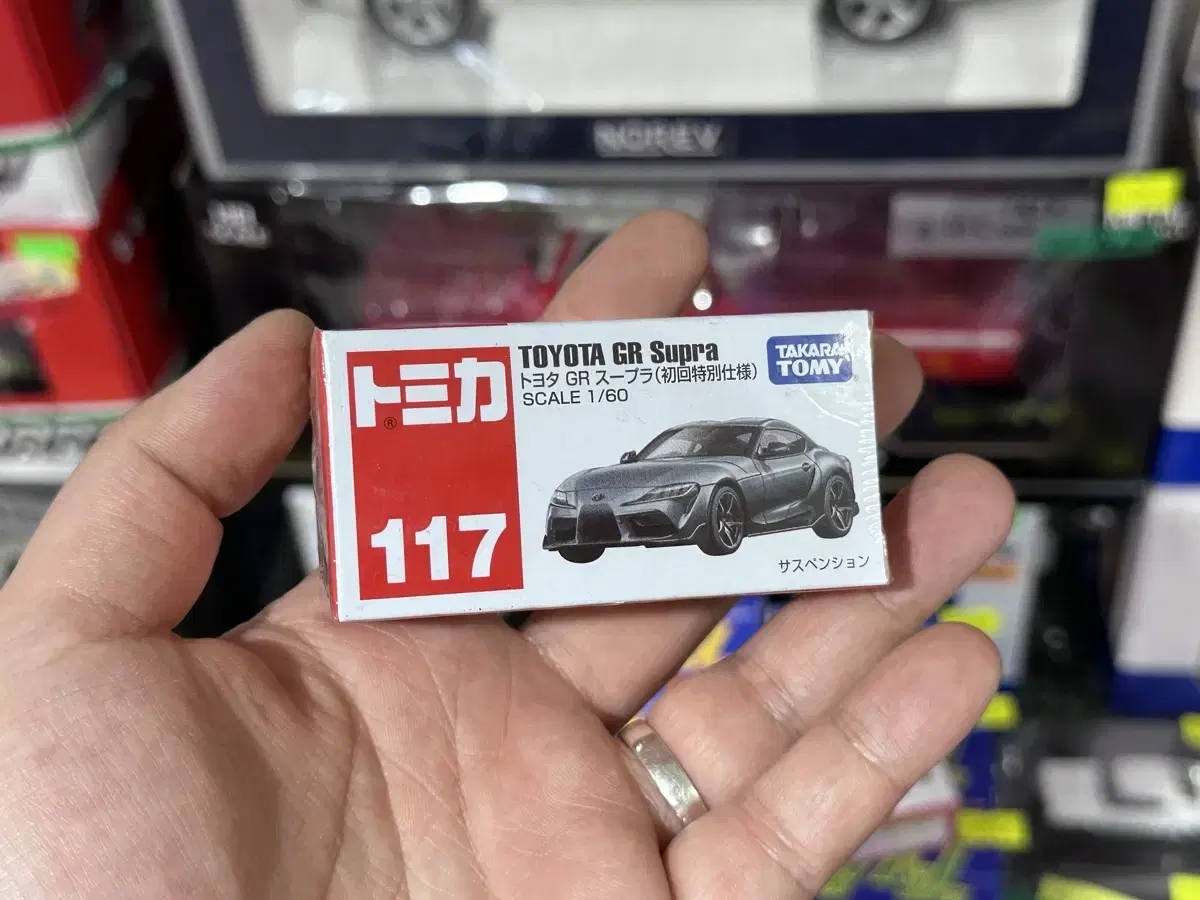 NOREV
トミカ
®
117
TOYOTA GR Supra
トヨタ GR スープラ(初回特別仕様)
SCALE 1/60
TAKARA TOMY
サスペンション